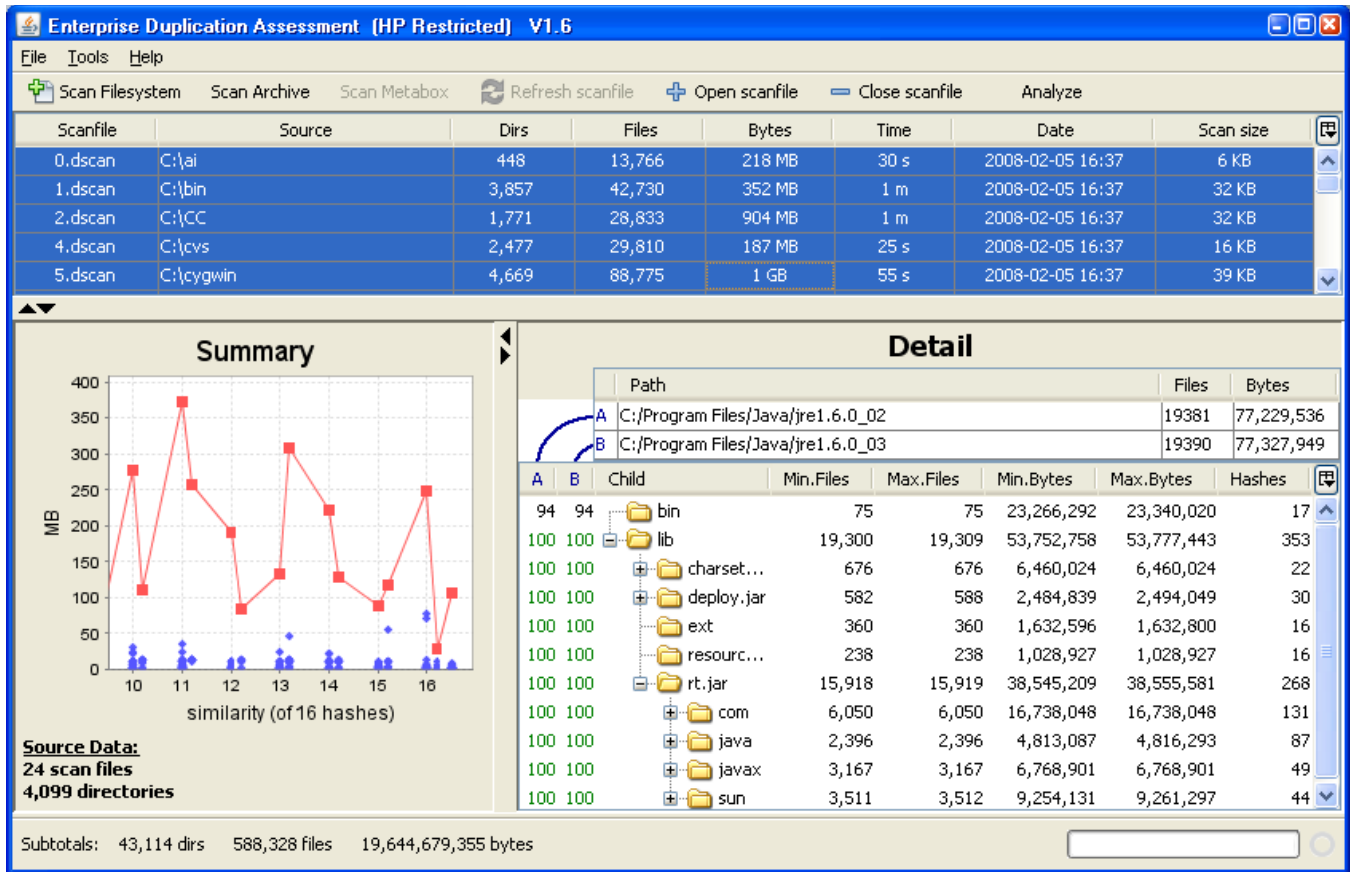 Enterprise Duplication Assessment (HP Restricted) V1.6
File Tools Help
Scan Filesystem Scan Archive Scan Metabox Refresh scanfile Open scanfile Close scanfile Analyze
Scanfile Source Dirs Files Bytes Time Date Scan size
0.dscan C:\ai 448 13,766 218 MB 30 s 2008-02-05 16:37 6 KB
1.dscan C:\bin 3,857 42,730 352 MB 1 m 2008-02-05 16:37 32 KB
2.dscan C:\CC 1,771 28,833 904 MB 1 m 2008-02-05 16:37 32 KB
4.dscan C:\cvs 2,477 29,810 187 MB 25 s 2008-02-05 16:37 16 KB
5.dscan C:\cygwin 4,669 88,775 1 GB 55 s 2008-02-05 16:37 39 KB
Summary
400
350
300
250
200
150
100
50
0
MB
10 11 12 13 14 15 16
similarity (of 16 hashes)
Source Data:
24 scan files
4,099 directories
Detail
Path Files Bytes
A C:/Program Files/Java/jre1.6.0_02 19381 77,229,536
B C:/Program Files/Java/jre1.6.0_03 19390 77,327,949
A B Child Min.Files Max.Files Min.Bytes Max.Bytes Hashes
94 94 bin 75 75 23,266,292 23,340,020 17
100 100 lib 19,300 19,309 53,752,758 53,777,443 353
100 100 charset... 676 676 6,460,024 6,460,024 22
100 100 deploy.jar 582 588 2,484,839 2,494,049 30
100 100 ext 360 360 1,632,596 1,632,800 16
100 100 resourc... 238 238 1,028,927 1,028,927 16
100 100 rt.jar 15,918 15,919 38,545,209 38,555,581 268
100 100 com 6,050 6,050 16,738,048 16,738,048 131
100 100 java 2,396 2,396 4,813,087 4,816,293 87
100 100 javax 3,167 3,167 6,768,901 6,768,901 49
100 100 sun 3,511 3,512 9,254,131 9,261,297 44
Subtotals: 43,114 dirs 588,328 files 19,644,679,355 bytes